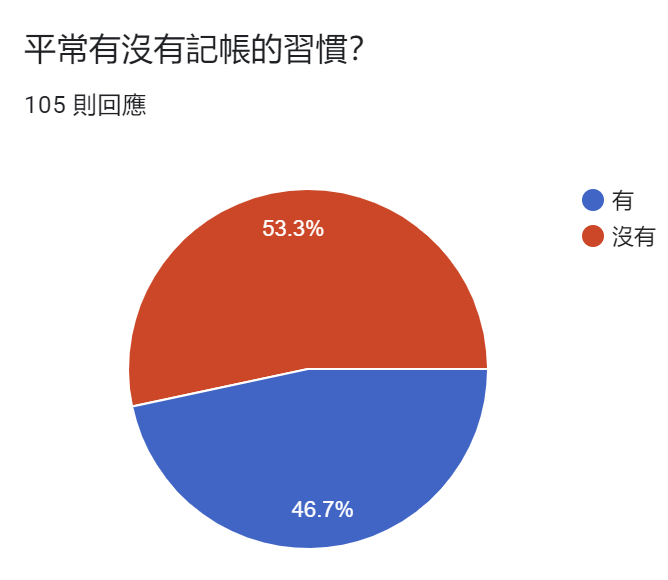 平常有沒有記帳的習慣?
105 則回應
有
沒有
53.3%
46.7%